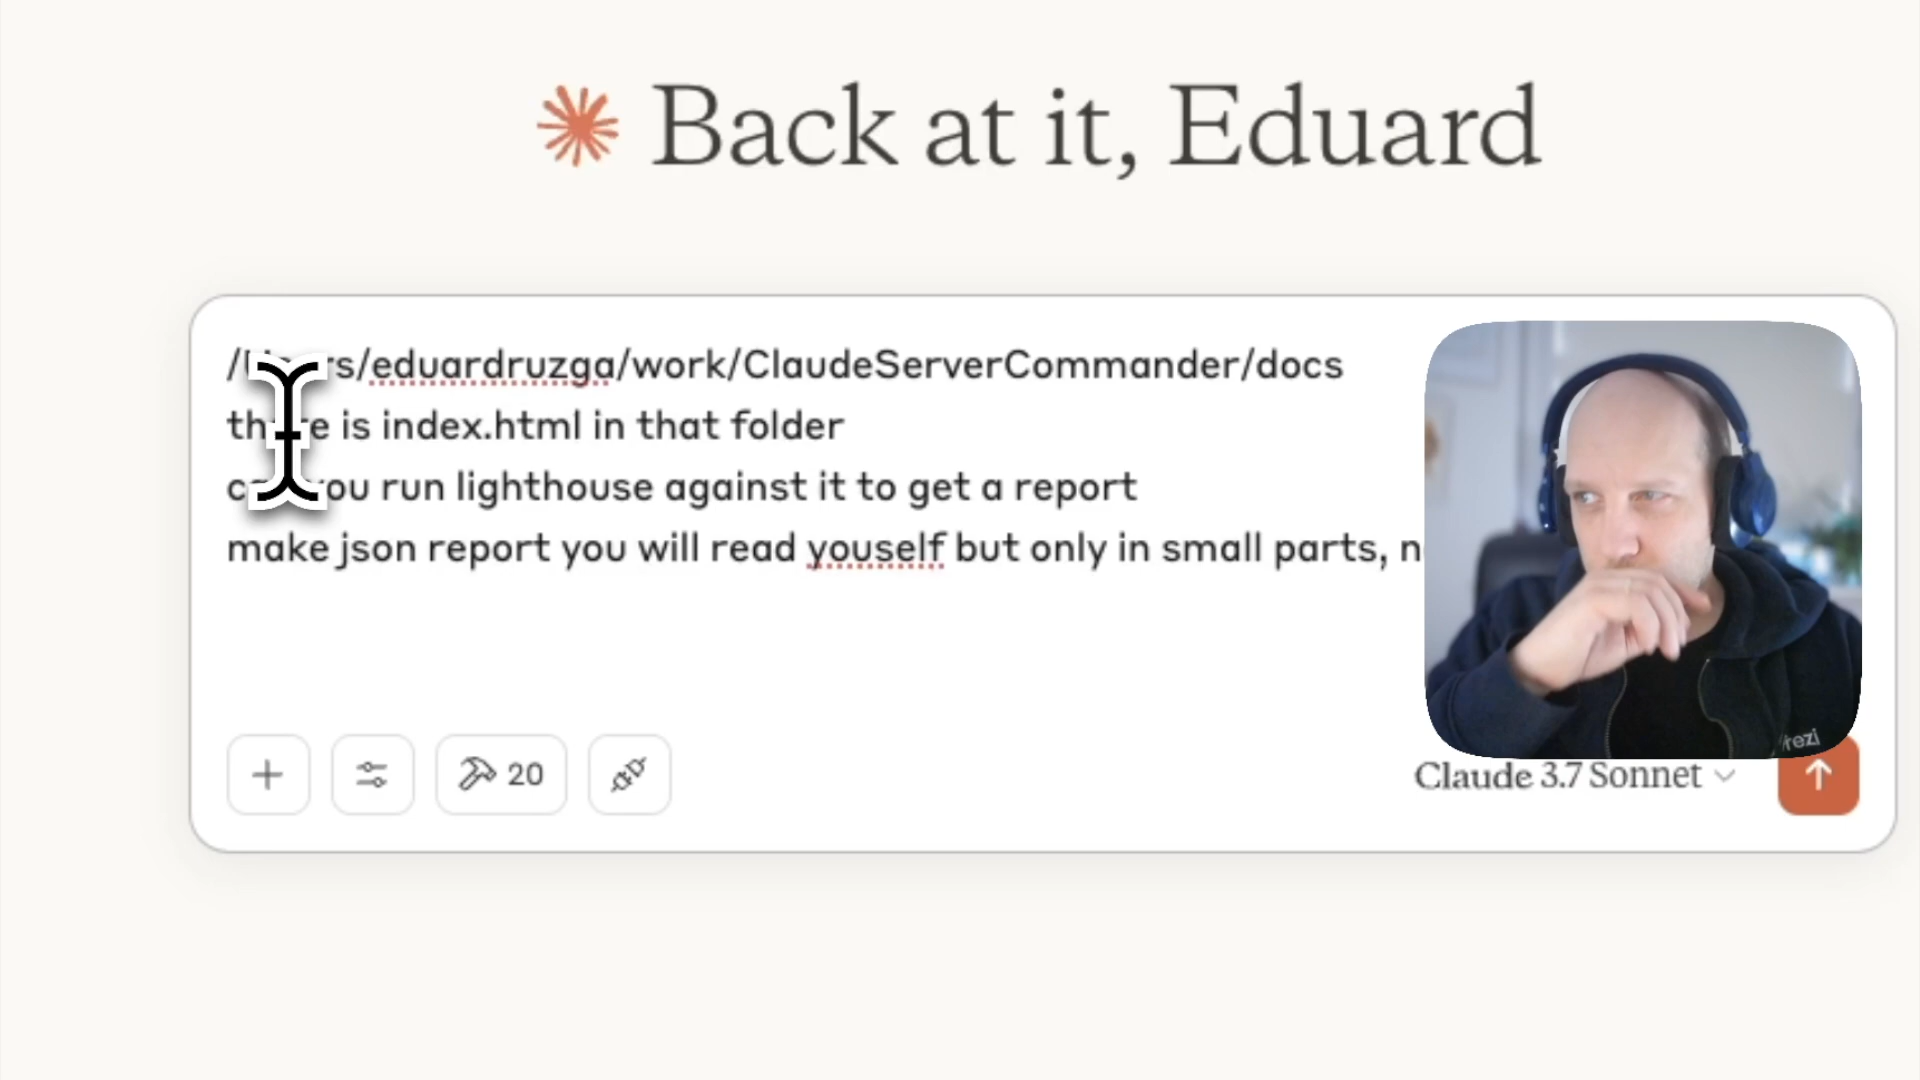 Back at it, Eduard
/eduardruzga/work/ClaudeServerCommander/docs
is index.html in that folder
you run lighthouse against it to get a report
make json report you will read youself but only in small parts,
20
Claude 3.7 Sonnet